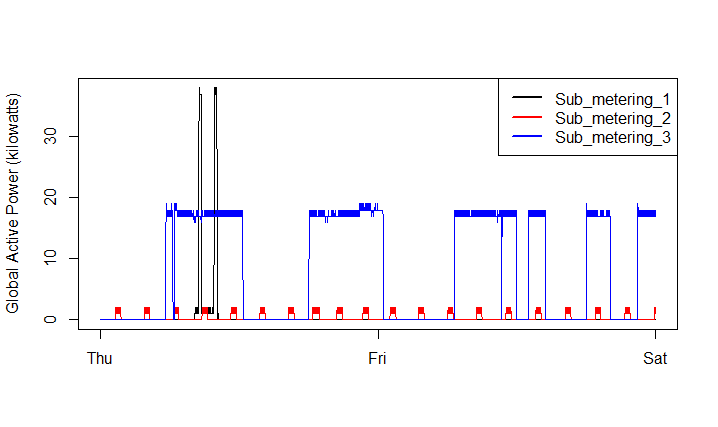 Global Active Power (kilowatts)
30
20
10
0
Sub_metering_1
Sub_metering_2
Sub_metering_3
Thu
Fri
Sat